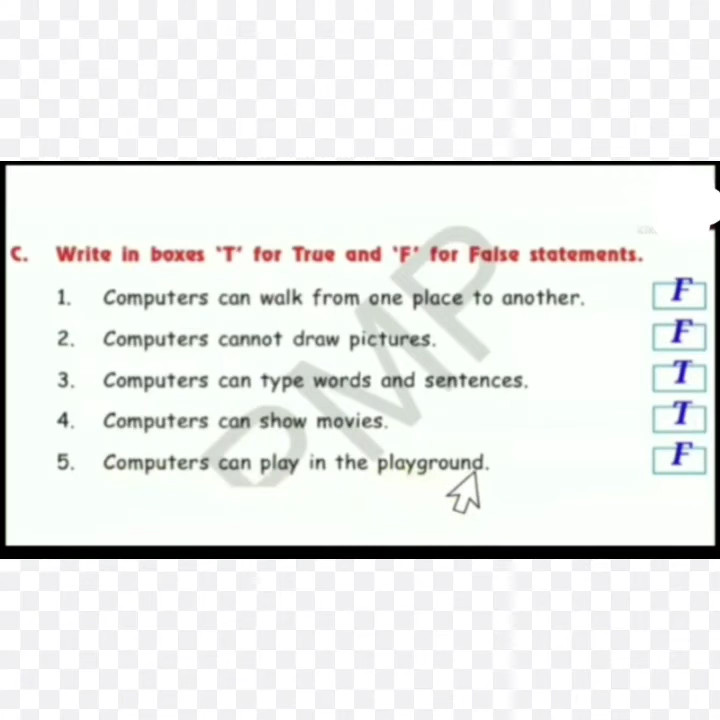 C. Write in boxes 'T' for True and 'F' for False statements.
1. Computers can walk from one place to another. F
2. Computers cannot draw pictures. F
3. Computers can type words and sentences. T
4. Computers can show movies. T
5. Computers can play in the playground. F
PMP